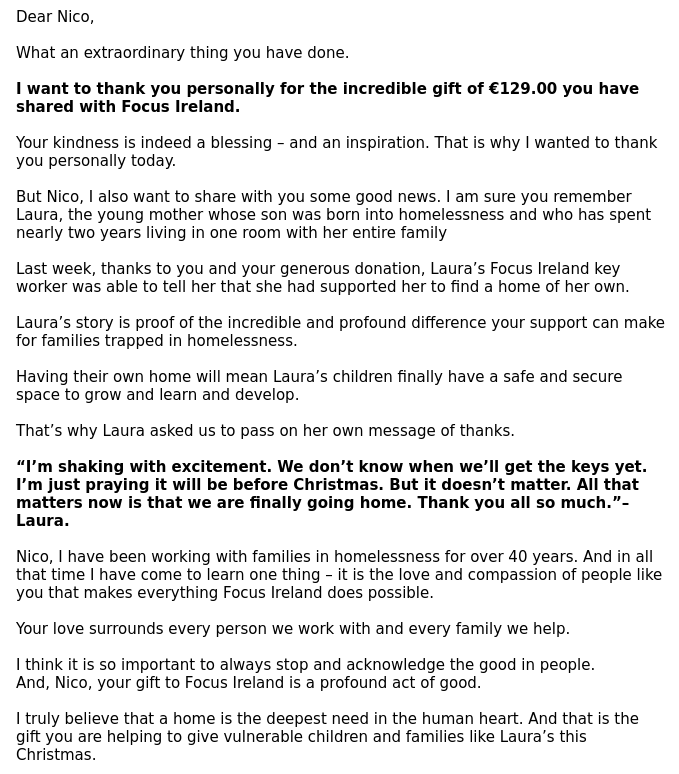 Dear Nico,
What an extraordinary thing you have done.
I want to thank you personally for the incredible gift of €129.00 you have
shared with Focus Ireland.
Your kindness is indeed a blessing – and an inspiration. That is why I wanted to thank
you personally today.
But Nico, I also want to share with you some good news. I am sure you remember
Laura, the young mother whose son was born into homelessness and who has spent
nearly two years living in one room with her entire family
Last week, thanks to you and your generous donation, Laura’s Focus Ireland key
worker was able to tell her that she had supported her to find a home of her own.
Laura’s story is proof of the incredible and profound difference your support can make
for families trapped in homelessness.
Having their own home will mean Laura’s children finally have a safe and secure
space to grow and learn and develop.
That’s why Laura asked us to pass on her own message of thanks.
“I’m shaking with excitement. We don’t know when we’ll get the keys yet.
I’m just praying it will be before Christmas. But it doesn’t matter. All that
matters now is that we are finally going home. Thank you all so much.”–
Laura.
Nico, I have been working with families in homelessness for over 40 years. And in all
that time I have come to learn one thing – it is the love and compassion of people like
you that makes everything Focus Ireland does possible.
Your love surrounds every person we work with and every family we help.
I think it is so important to always stop and acknowledge the good in people.
And, Nico, your gift to Focus Ireland is a profound act of good.
I truly believe that a home is the deepest need in the human heart. And that is the
gift you are helping to give vulnerable children and families like Laura’s this
Christmas.